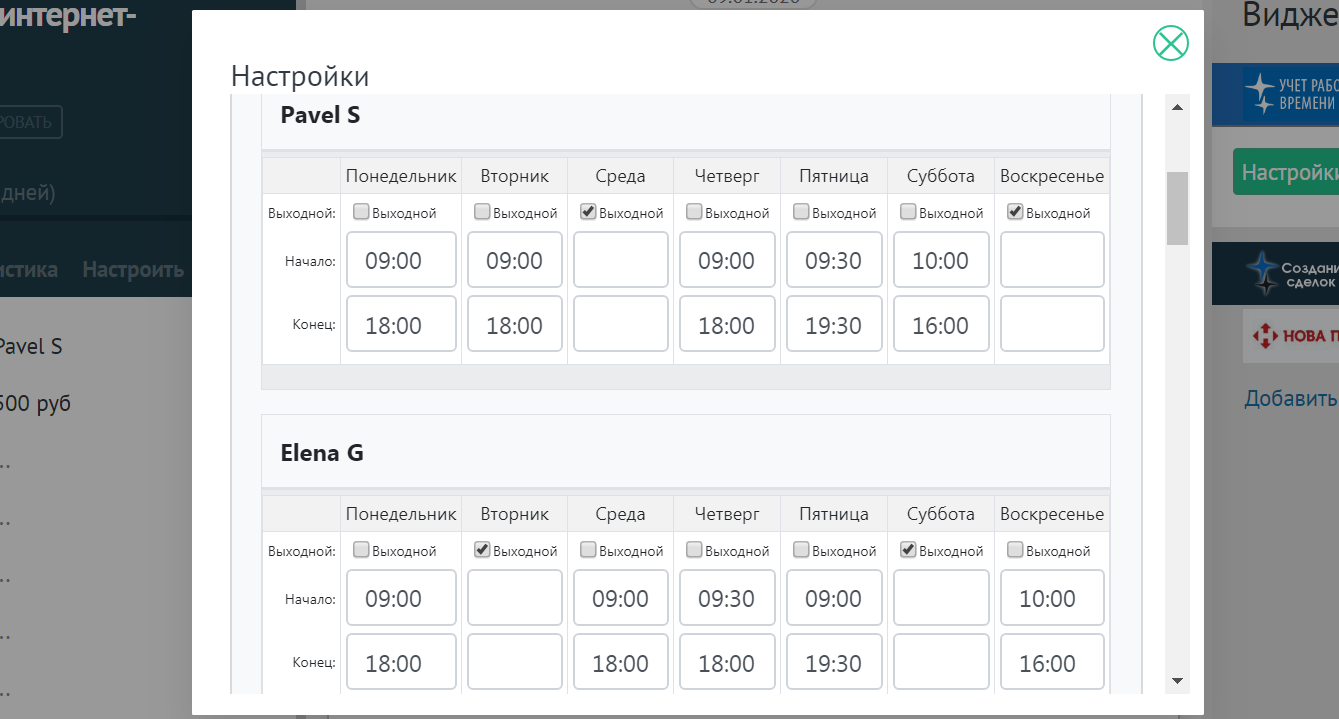 интернет-
09.01.2020
Видже
Настройки
УЧЕТ РАБО
ВРЕМЕНИ
РОВАТЬ
Pavel S
Настройки
дней)
Понедельник Вторник Среда Четверг Пятница Суббота Воскресенье
Выходной: Выходной Выходной Выходной Выходной Выходной Выходной Выходной
Начало: 09:00 09:00 09:00 09:30 10:00
истика Настроить
Создани
сделок
Конец: 18:00 18:00 18:00 19:30 16:00
НОВА П
Pavel S
500 руб
Добавить
Elena G
Понедельник Вторник Среда Четверг Пятница Суббота Воскресенье
Выходной: Выходной Выходной Выходной Выходной Выходной Выходной Выходной
Начало: 09:00 09:00 09:30 09:00 10:00
Конец: 18:00 18:00 18:00 19:30 16:00